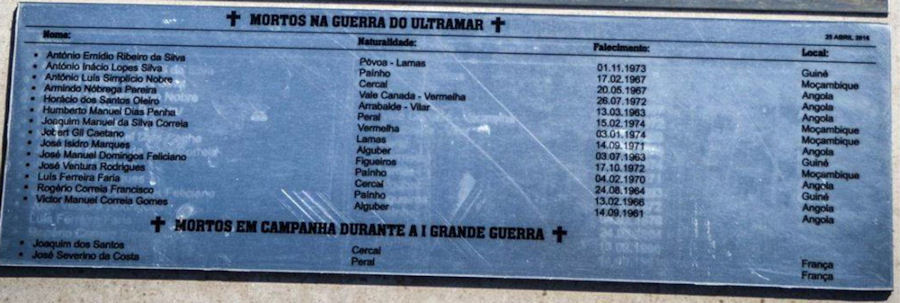 ✝ MORTOS NA GUERRA DO ULTRAMAR ✝
25 ABRIL 2016
Nome: Naturalidade: Falecimento: Local:
• António Emídio Ribeiro da Silva Póvoa - Lamas 01.11.1973 Guiné
• António Inácio Lopes Silva Painho 17.02.1967 Moçambique
• António Luís Simplício Nobre Cercal 20.05.1967 Angola
• Armindo Nóbrega Pereira Vale Canada - Vermelha 26.07.1972 Angola
• Horácio dos Santos Oleiro Arrabalde - Vilar 13.03.1963 Angola
• Humberto Manuel Dias Penha Peral 15.02.1974 Moçambique
• Joaquim Manuel da Silva Correia Vermelha 03.01.1974 Moçambique
• Jobert Gil Caetano Lamas 14.09.1971 Angola
• José Isidro Marques Alguber 03.07.1963 Angola
• José Manuel Domingos Feliciano Figueiros 17.10.1972 Moçambique
• José Ventura Rodrigues Painho 04.02.1970 Angola
• Luís Ferreira Faria Cercal 24.08.1964 Guiné
• Rogério Correia Francisco Painho 13.02.1966 Angola
• Victor Manuel Correia Gomes Alguber 14.09.1961 Angola
✝ MORTOS EM CAMPANHA DURANTE A I GRANDE GUERRA ✝
• Joaquim dos Santos Cercal França
• José Severino da Costa Peral França